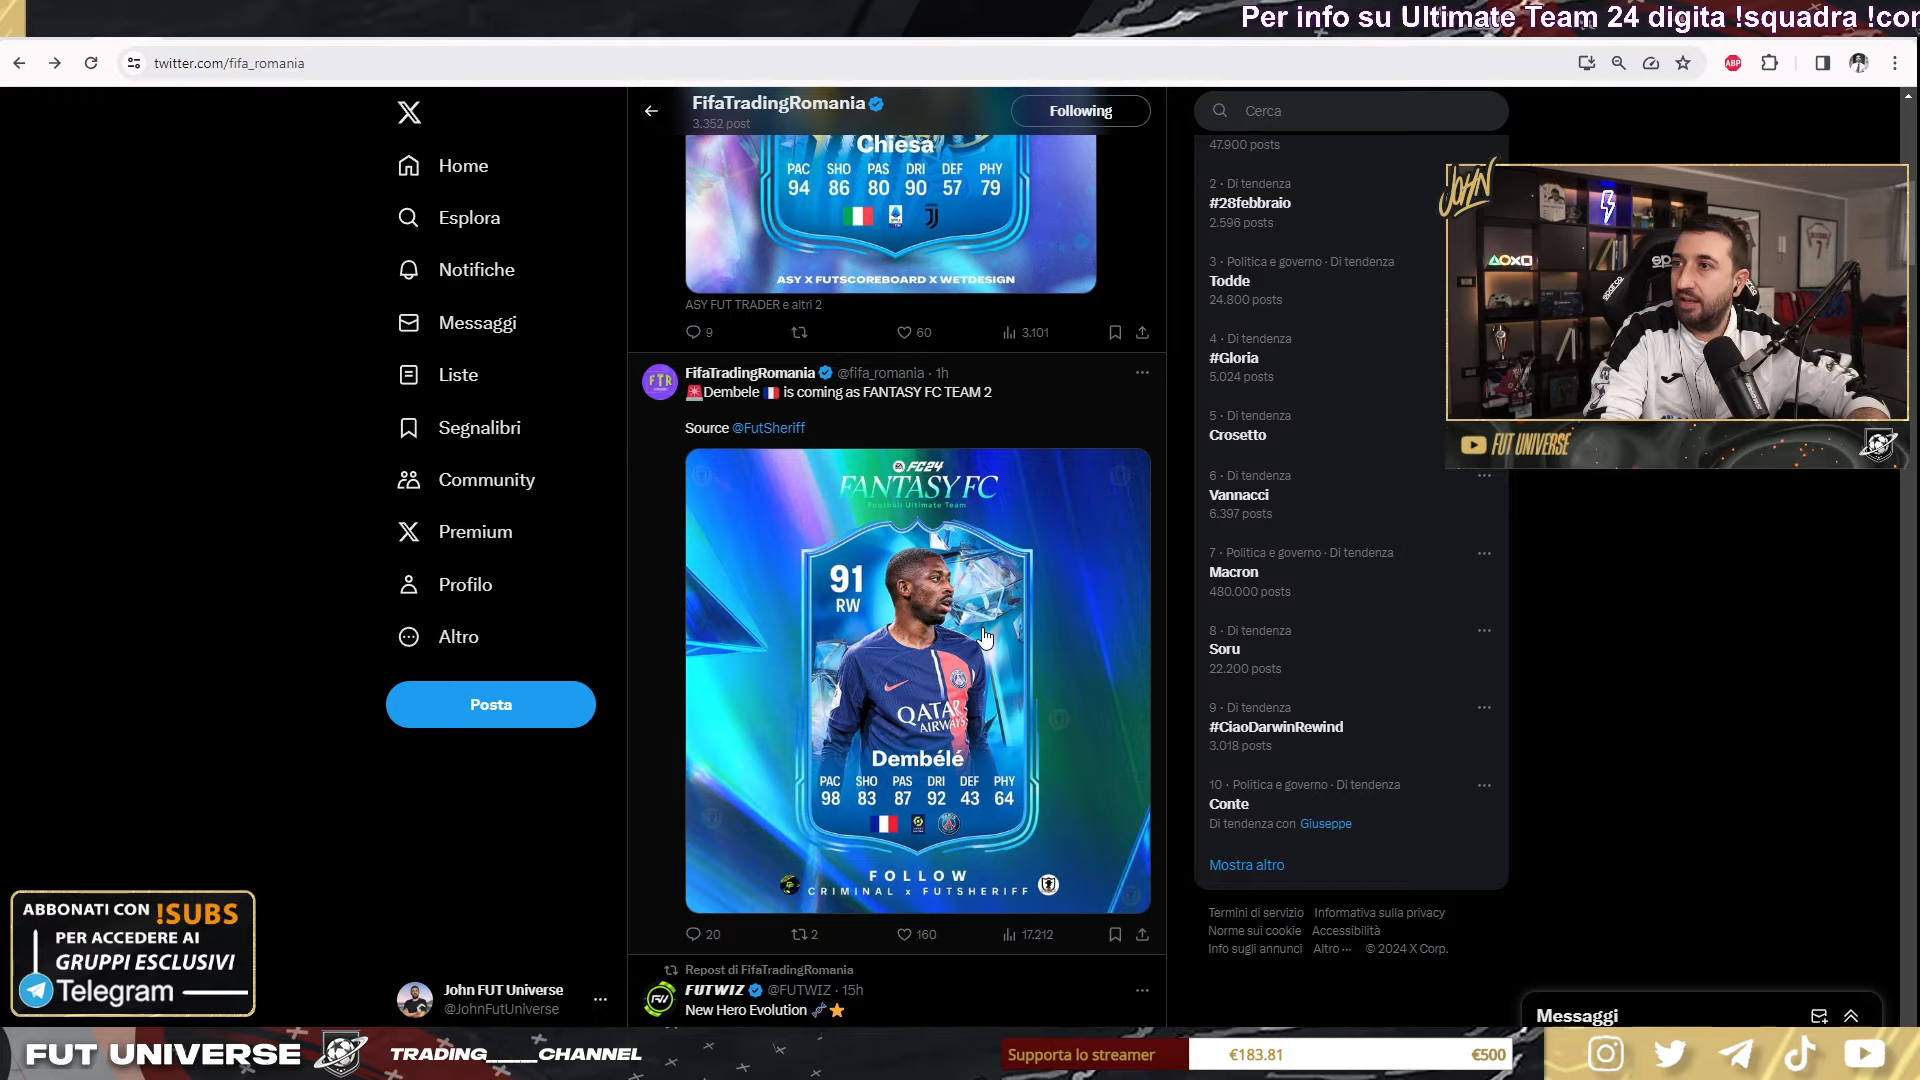 Per info su Ultimate Team 24 digita !squadra !cor
twitter.com/fifa_romania
ABP
FifaTradingRomania
3.352 post
Following
Home
Esplora
Notifiche
Messaggi
Liste
Segnalibri
Community
Premium
Profilo
Altro
Posta
John FUT Universe
@JohnFutUniverse
Chiesa
PAC SHO PAS DRI DEF PHY
94 86 80 90 57 79
ASY X FUTSCOREBOARD X WETDESIGN
ASY FUT TRADER e altri 2
9
60
3.101
FTR
FifaTradingRomania @fifa_romania · 1h
🚨Dembele 🇫🇷 is coming as FANTASY FC TEAM 2
Source @FutSheriff
FC24
FANTASY FC
Football Ultimate Team
91
RW
QATAR
AIRWAYS
Dembélé
PAC SHO PAS DRI DEF PHY
98 83 87 92 43 64
FOLLOW
CRIMINAL x FUTSHERIFF
20
2
160
17.212
Repost di FifaTradingRomania
FW
FUTWIZ @FUTWIZ · 15h
New Hero Evolution 🧬⭐
Cerca
47.900 posts
2 · Di tendenza
#28febbraio
2.596 posts
3 · Politica e governo · Di tendenza
Todde
24.800 posts
4 · Di tendenza
#Gloria
5.024 posts
5 · Di tendenza
Crosetto
6 · Di tendenza
Vannacci
6.397 posts
7 · Politica e governo · Di tendenza
Macron
480.000 posts
8 · Di tendenza
Soru
22.200 posts
9 · Di tendenza
#CiaoDarwinRewind
3.018 posts
10 · Politica e governo · Di tendenza
Conte
Di tendenza con Giuseppe
Mostra altro
Termini di servizio Informativa sulla privacy
Norme sui cookie Accessibilità
Info sugli annunci Altro ··· © 2024 X Corp.
Messaggi
JOHN
sparco
sparco
FUT UNIVERSE
ABBONATI CON !SUBS
PER ACCEDERE AI
GRUPPI ESCLUSIVI
Telegram
FUT UNIVERSE
TRADING____CHANNEL
Supporta lo streamer
€183.81
€500